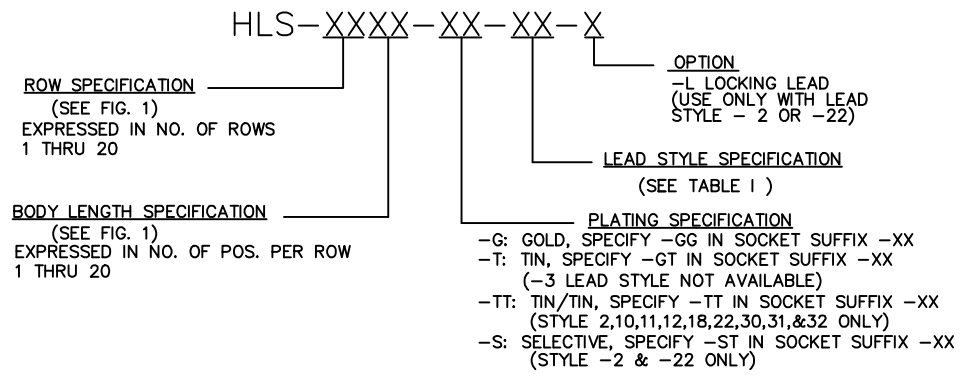 HLS-XXXX-XX-XX-X
ROW SPECIFICATION
(SEE FIG. 1)
EXPRESSED IN NO. OF ROWS
1 THRU 20
OPTION
-L LOCKING LEAD
(USE ONLY WITH LEAD
STYLE - 2 OR -22)
LEAD STYLE SPECIFICATION
(SEE TABLE I )
BODY LENGTH SPECIFICATION
(SEE FIG. 1)
EXPRESSED IN NO. OF POS. PER ROW
1 THRU 20
PLATING SPECIFICATION
-G: GOLD, SPECIFY -GG IN SOCKET SUFFIX -XX
-T: TIN, SPECIFY -GT IN SOCKET SUFFIX -XX
(-3 LEAD STYLE NOT AVAILABLE)
-TT: TIN/TIN, SPECIFY -TT IN SOCKET SUFFIX -XX
(STYLE 2,10,11,12,18,22,30,31,&32 ONLY)
-S: SELECTIVE, SPECIFY -ST IN SOCKET SUFFIX -XX
(STYLE -2 & -22 ONLY)